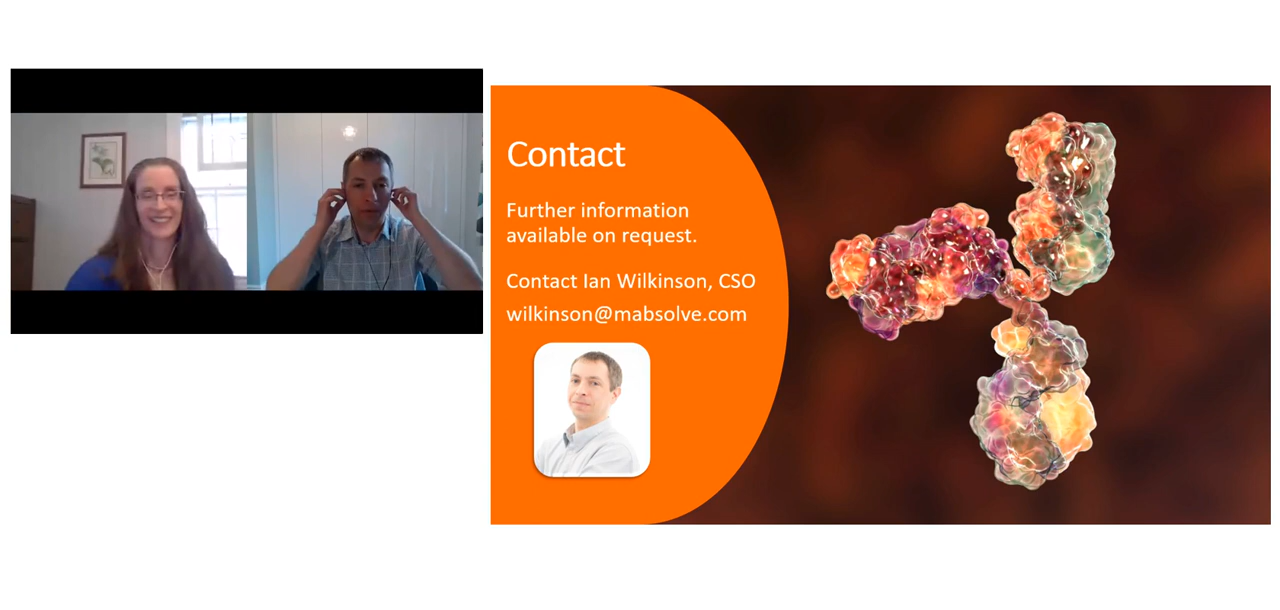 Contact
Further information
available on request.
Contact Ian Wilkinson, CSO
wilkinson@mabsolve.com